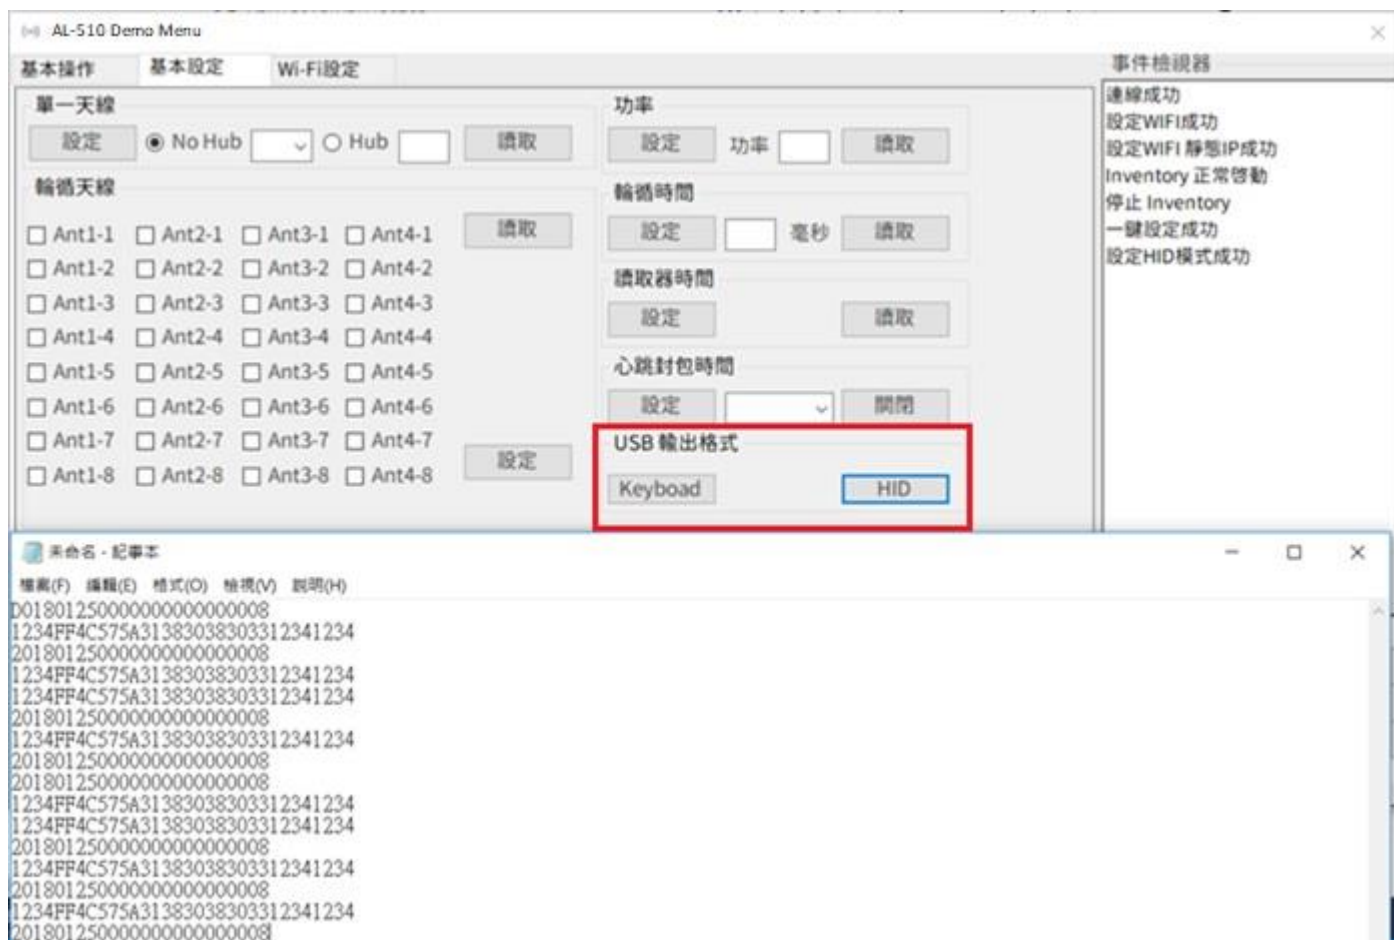 AL-510 Demo Menu
基本操作 基本設定 Wi-Fi設定
單一天線
設定 No Hub Hub 讀取
輪循天線
讀取
Ant1-1 Ant2-1 Ant3-1 Ant4-1
Ant1-2 Ant2-2 Ant3-2 Ant4-2
Ant1-3 Ant2-3 Ant3-3 Ant4-3
Ant1-4 Ant2-4 Ant3-4 Ant4-4
Ant1-5 Ant2-5 Ant3-5 Ant4-5
Ant1-6 Ant2-6 Ant3-6 Ant4-6
Ant1-7 Ant2-7 Ant3-7 Ant4-7
Ant1-8 Ant2-8 Ant3-8 Ant4-8
設定
功率
設定 功率 讀取
輪循時間
設定 毫秒 讀取
讀取器時間
設定 讀取
心跳封包時間
設定 關閉
USB 輸出格式
Keyboad HID
事件檢視器
連線成功
設定WIFI成功
設定WIFI 靜態IP成功
Inventory 正常啓動
停止 Inventory
一鍵設定成功
設定HID模式成功
未命名 - 記事本
檔案(F) 編輯(E) 格式(O) 檢視(V) 說明(H)
D0180125000000000000000008
1234FF4C575A31383038303312341234
20180125000000000000000008
1234FF4C575A31383038303312341234
1234FF4C575A31383038303312341234
20180125000000000000000008
1234FF4C575A31383038303312341234
20180125000000000000000008
20180125000000000000000008
1234FF4C575A31383038303312341234
1234FF4C575A31383038303312341234
20180125000000000000000008
1234FF4C575A31383038303312341234
20180125000000000000000008
1234FF4C575A31383038303312341234
20180125000000000000000008